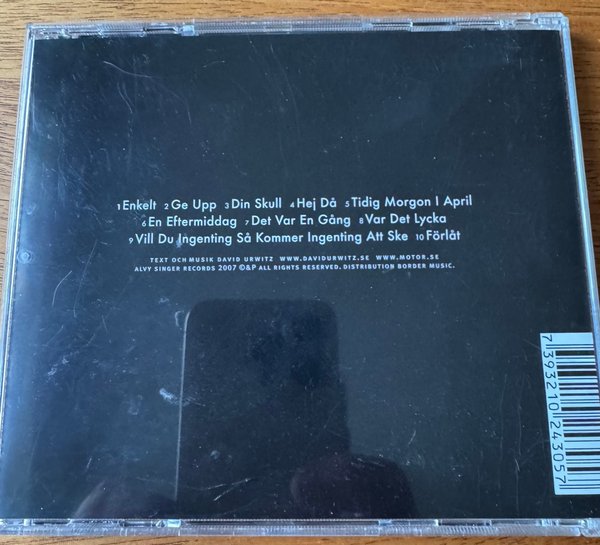 1 Enkelt 2 Ge Upp 3 Din Skull 4 Hej Då 5 Tidig Morgon I April
6 En Eftermiddag 7 Det Var En Gång 8 Var Det Lycka
9 Vill Du Ingenting Så Kommer Ingenting Att Ske 10 Förlåt
TEXT OCH MUSIK DAVID URWITZ WWW.DAVIDURWITZ.SE WWW.MOTOR.SE
ALVY SINGER RECORDS 2007 ©&P ALL RIGHTS RESERVED. DISTRIBUTION BORDER MUSIC.
7 393210 243057